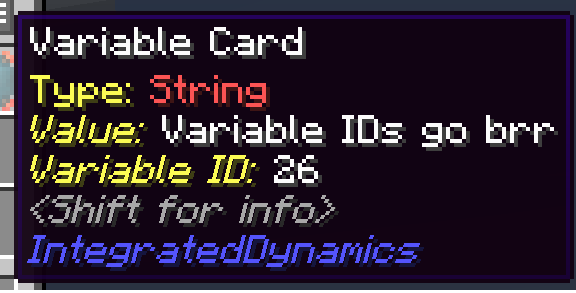 Variable Card
Type: String
Value: Variable IDs go brr
Variable ID: 26
<Shift for info>
IntegratedDynamics